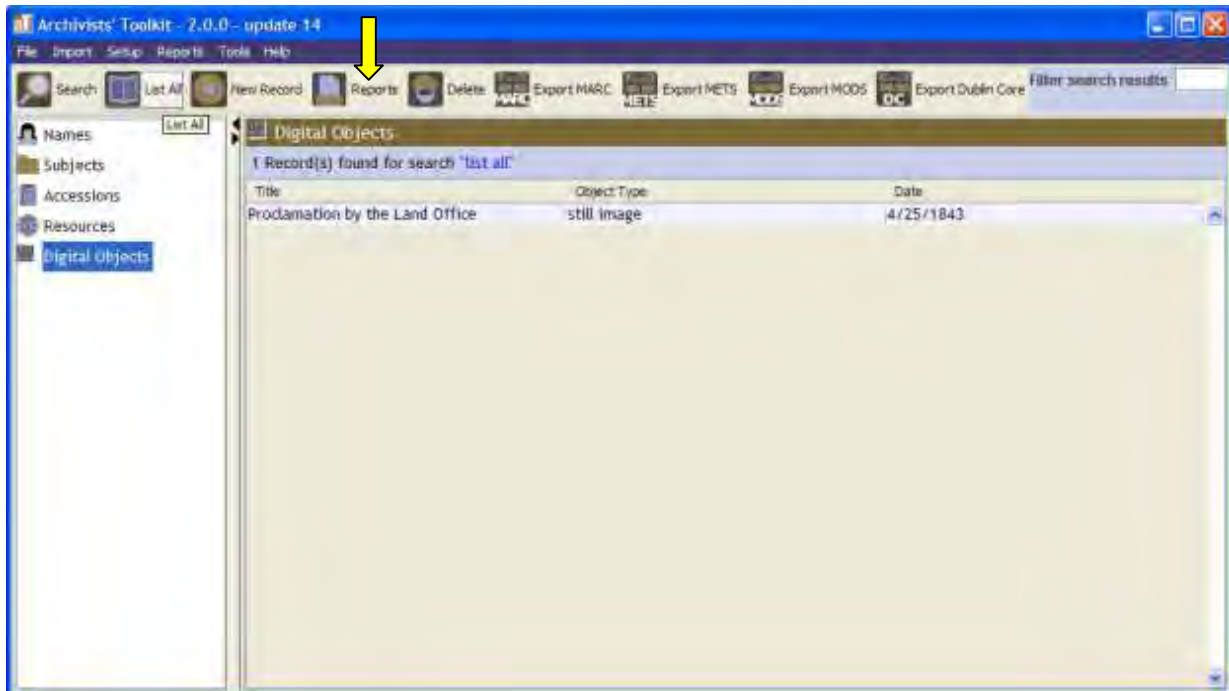 Archivists' Toolkit - 2.0.0 - update 14
File Import Setup Reports Tools Help
Search List All New Record Reports Delete Export MARC Export METS Export MODS Export Dublin Core Filter search results
List All
Names
Subjects
Accessions
Resources
Digital Objects
Digital Objects
1 Record(s) found for search "list all"
Title Object Type Date
Proclamation by the Land Office still image 4/25/1843